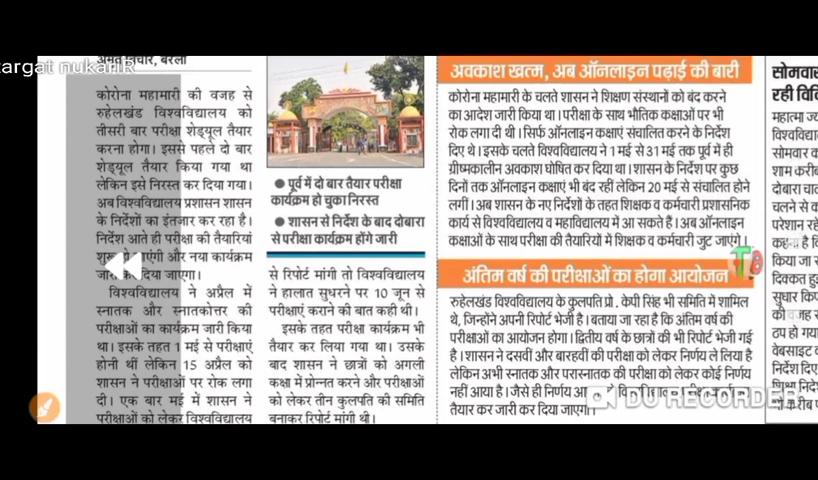 targat nukarik
अमृत विचार, बरेली
कोरोना महामारी की वजह से
रुहेलखंड विश्वविद्यालय को
तीसरी बार परीक्षा शेड्यूल तैयार
करना होगा। इससे पहले दो बार
शेड्यूल तैयार किया गया था
लेकिन इसे निरस्त कर दिया गया।
अब विश्वविद्यालय प्रशासन शासन
के निर्देशों का इंतजार कर रहा है।
निर्देश आते ही परीक्षा की तैयारियां
एंगी और नया कार्यक्रम
दिया जाएगा।
विश्वविद्यालय ने अप्रैल में
स्नातक और स्नातकोत्तर की
परीक्षाओं का कार्यक्रम जारी किया
था। इसके तहत 1 मई से परीक्षाएं
होनी थीं लेकिन 15 अप्रैल को
शासन ने परीक्षाओं पर रोक लगा
दी। एक बार मई में शासन ने
परीक्षाओं को लेकर विश्वविद्यालय
● पूर्व में दो बार तैयार परीक्षा
कार्यक्रम हो चुका निरस्त
● शासन से निर्देश के बाद दोबारा
से परीक्षा कार्यक्रम होंगे जारी
से रिपोर्ट मांगी तो विश्वविद्यालय
ने हालात सुधरने पर 10 जून से
परीक्षाएं कराने की बात कही थी।
इसके तहत परीक्षा कार्यक्रम भी
तैयार कर लिया गया था। उसके
बाद शासन ने छात्रों को अगली
कक्षा में प्रोन्नत करने और परीक्षाओं
को लेकर तीन कुलपति की समिति
बनाकर रिपोर्ट मांगी थी।
अवकाश खत्म, अब ऑनलाइन पढ़ाई की बारी
कोरोना महामारी के चलते शासन ने शिक्षण संस्थानों को बंद करने
का आदेश जारी किया था। परीक्षा के साथ भौतिक कक्षाओं पर भी
रोक लगा दी थी। सिर्फ ऑनलाइन कक्षाएं संचालित करने के निर्देश
दिए थे। इसके चलते विश्वविद्यालय ने 1 मई से 31 मई तक पूर्व में ही
ग्रीष्मकालीन अवकाश घोषित कर दिया था। शासन के निर्देश पर कुछ
दिनों तक ऑनलाइन कक्षाएं भी बंद रहीं लेकिन 20 मई से संचालित होने
लगीं। अब शासन के नए निर्देशों के तहत शिक्षक व कर्मचारी प्रशासनिक
कार्य से विश्वविद्यालय व महाविद्यालय में आ सकते हैं। अब ऑनलाइन
कक्षाओं के साथ परीक्षा की तैयारियों में शिक्षक व कर्मचारी जुट जाएंगे।
अंतिम वर्ष की परीक्षाओं का होगा आयोजन
रुहेलखंड विश्वविद्यालय के कुलपति प्रो. केपी सिंह भी समिति में शामिल
थे, जिन्होंने अपनी रिपोर्ट भेजी है। बताया जा रहा है कि अंतिम वर्ष की
परीक्षाओं का आयोजन होगा। द्वितीय वर्ष के छात्रों की भी रिपोर्ट भेजी गई
है। शासन ने दसवीं और बारहवीं की परीक्षा को लेकर निर्णय ले लिया है
लेकिन अभी स्नातक और परास्नातक की परीक्षा को लेकर कोई निर्णय
नहीं आया है। जैसे ही निर्णय
तैयार कर जारी कर दिया जाएगा।
सोमवार
रही
महात्मा
विश्वविद्या
सोमवार
शाम करीब
दोबारा
चलने से
परेशान
किया जा
दिक्कत
सुधार
ठप हो गया
वेबसाइट
निर्देश दिए
शिक्षा निदे
DU RECORDER